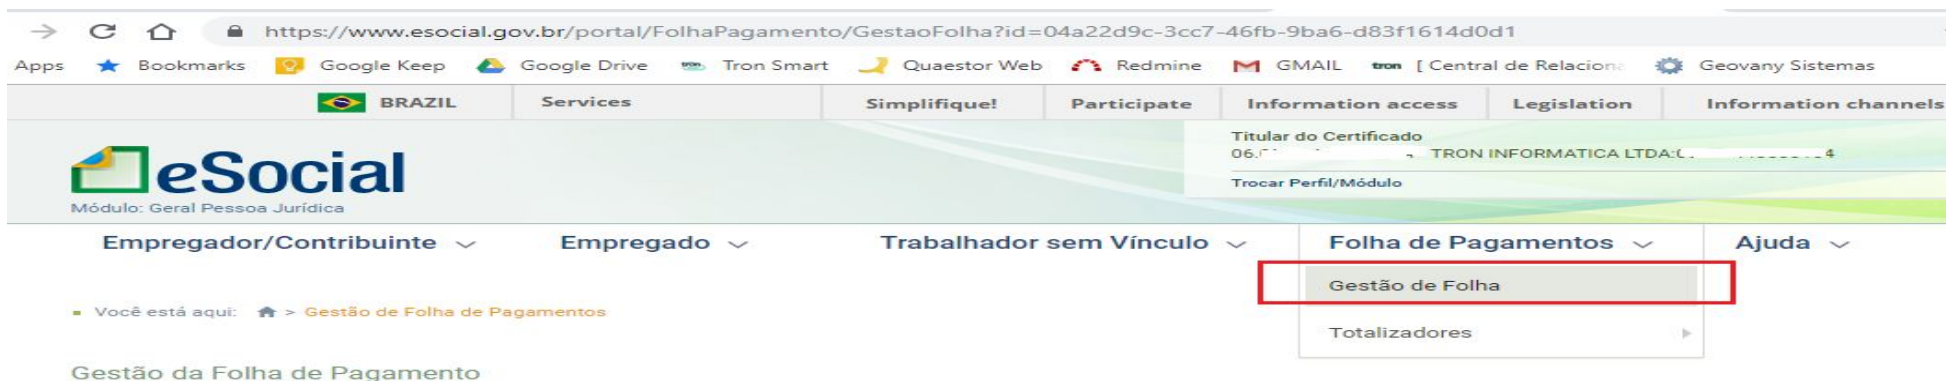 https://www.esocial.gov.br/portal/FolhaPagamento/GestaoFolha?id=04a22d9c-3cc7-46fb-9ba6-d83f1614d0d1
Apps Bookmarks Google Keep Google Drive tron Tron Smart Quaestor Web Redmine GMAIL tron [ Central de Relaciona Geovany Sistemas
BRAZIL Services Simplifique! Participate Information access Legislation Information channels
Titular do Certificado
06. TRON INFORMATICA LTDA: 4
eSocial
Trocar Perfil/Módulo
Módulo: Geral Pessoa Jurídica
Empregador/Contribuinte Empregado Trabalhador sem Vínculo Folha de Pagamentos Ajuda
Gestão de Folha
Você está aqui: > Gestão de Folha de Pagamentos
Totalizadores
Gestão da Folha de Pagamento